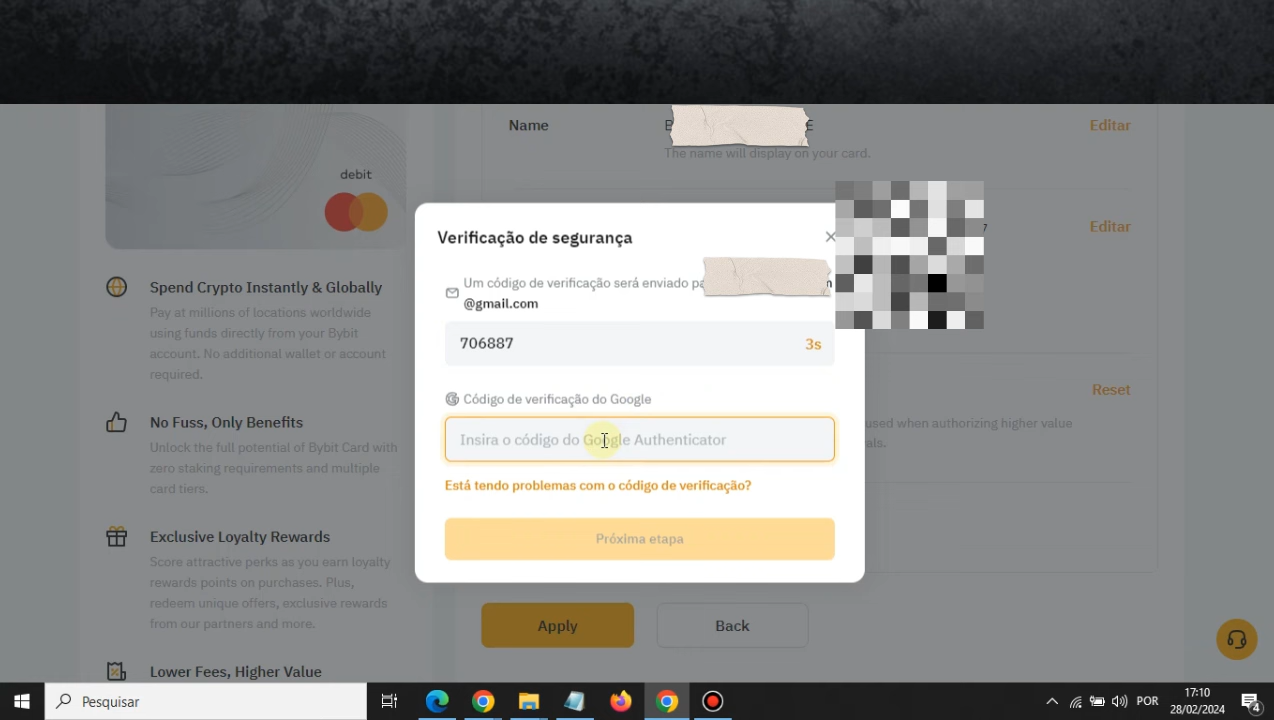 debit
Name
E
Editar
The name will display on your card.
7
Editar
Verificação de segurança
Um código de verificação será enviado
@gmail.com
706887
3s
Código de verificação do Google
Insira o código do Google Authenticator
Está tendo problemas com o código de verificação?
Próxima etapa
Reset
used when authorizing higher value
Spend Crypto Instantly & Globally
Pay at millions of locations worldwide
using funds directly from your Bybit
account. No additional wallet or account
required.
No Fuss, Only Benefits
Unlock the full potential of Bybit Card with
zero staking requirements and multiple
card tiers.
Exclusive Loyalty Rewards
Score attractive perks as you earn loyalty
rewards points on purchases. Plus,
redeem unique offers, exclusive rewards
from our partners and more.
Lower Fees, Higher Value
Apply
Back
Pesquisar
POR
17:10
28/02/2024
4